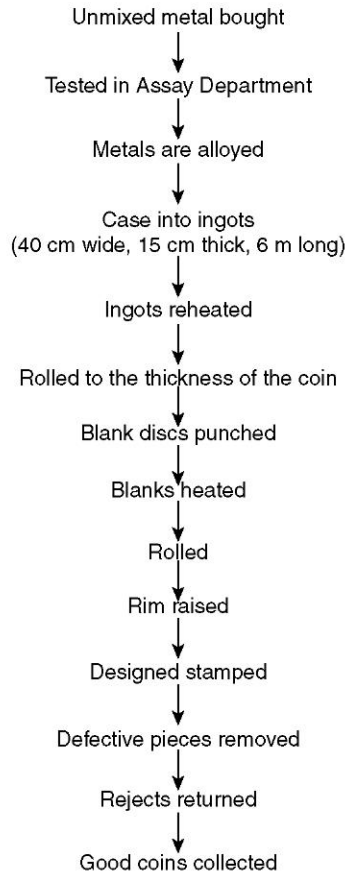 Unmixed metal bought
Tested in Assay Department
Metals are alloyed
Case into ingots
(40 cm wide, 15 cm thick, 6 m long)
Ingots reheated
Rolled to the thickness of the coin
Blank discs punched
Blanks heated
Rolled
Rim raised
Designed stamped
Defective pieces removed
Rejects returned
Good coins collected